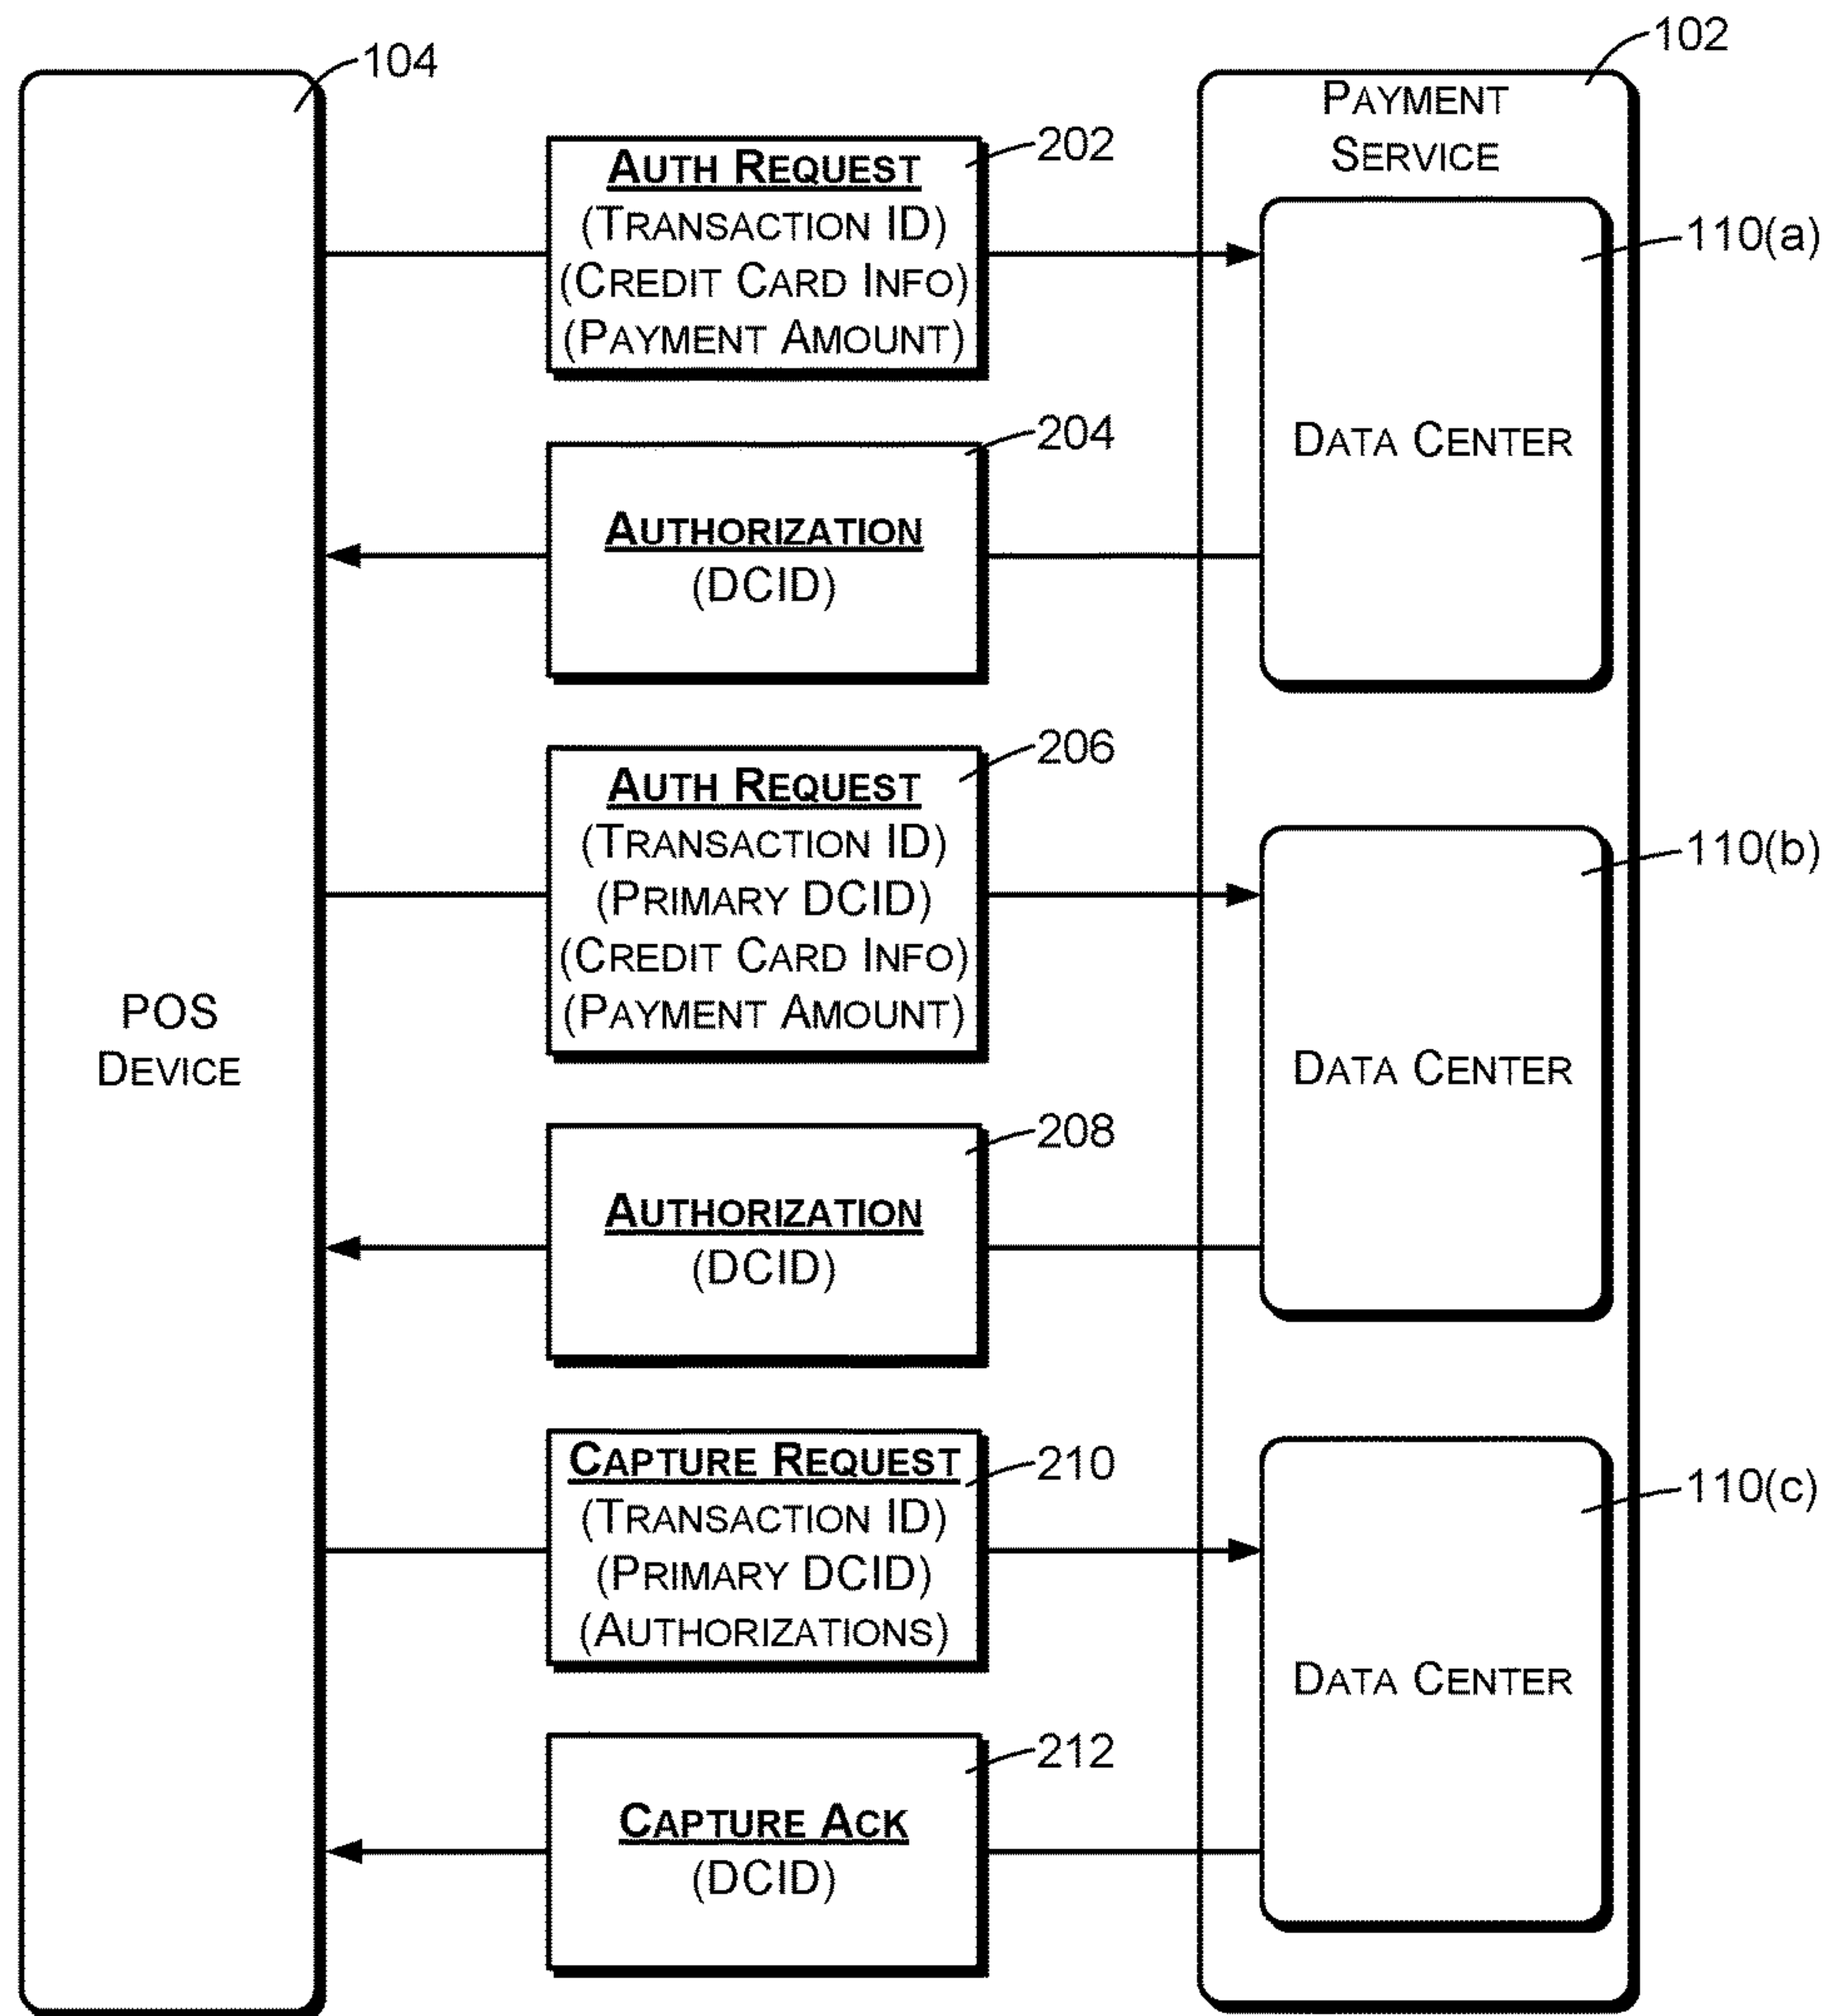 104
102
PAYMENT
SERVICE
202
AUTH REQUEST
(TRANSACTION ID)
(CREDIT CARD INFO)
(PAYMENT AMOUNT)
110(a)
DATA CENTER
204
AUTHORIZATION
(DCID)
206
AUTH REQUEST
(TRANSACTION ID)
(PRIMARY DCID)
(CREDIT CARD INFO)
(PAYMENT AMOUNT)
110(b)
DATA CENTER
POS
DEVICE
208
AUTHORIZATION
(DCID)
210
CAPTURE REQUEST
(TRANSACTION ID)
(PRIMARY DCID)
(AUTHORIZATIONS)
110(c)
DATA CENTER
212
CAPTURE ACK
(DCID)